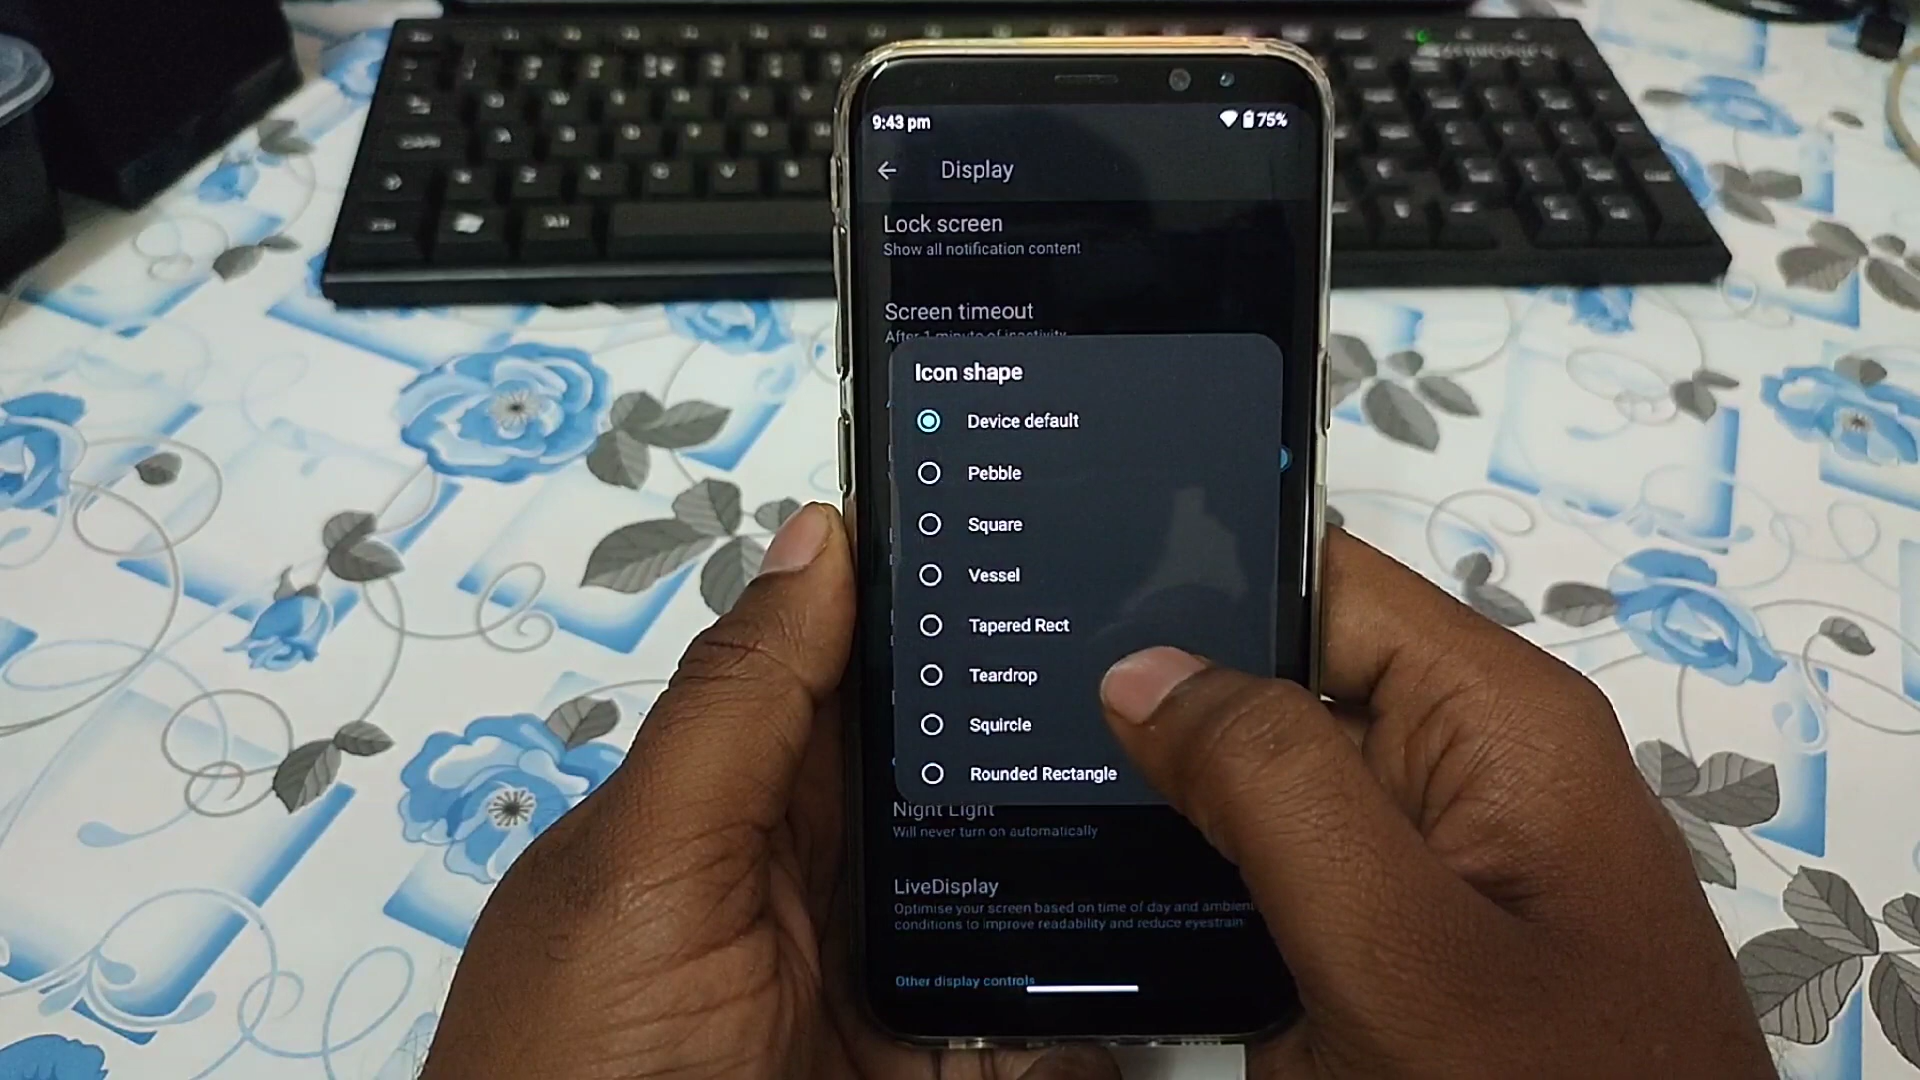 9:43 pm
75%
Display
Lock screen
Show all notification content
Screen timeout
After 1 minute of inactivity
Icon shape
Device default
Pebble
Square
Vessel
Tapered Rect
Teardrop
Squircle
Rounded Rectangle
Night Light
Will never turn on automatically
LiveDisplay
Optimise your screen based on time of day and ambient
conditions to improve readability and reduce eyestrain
Other display controls